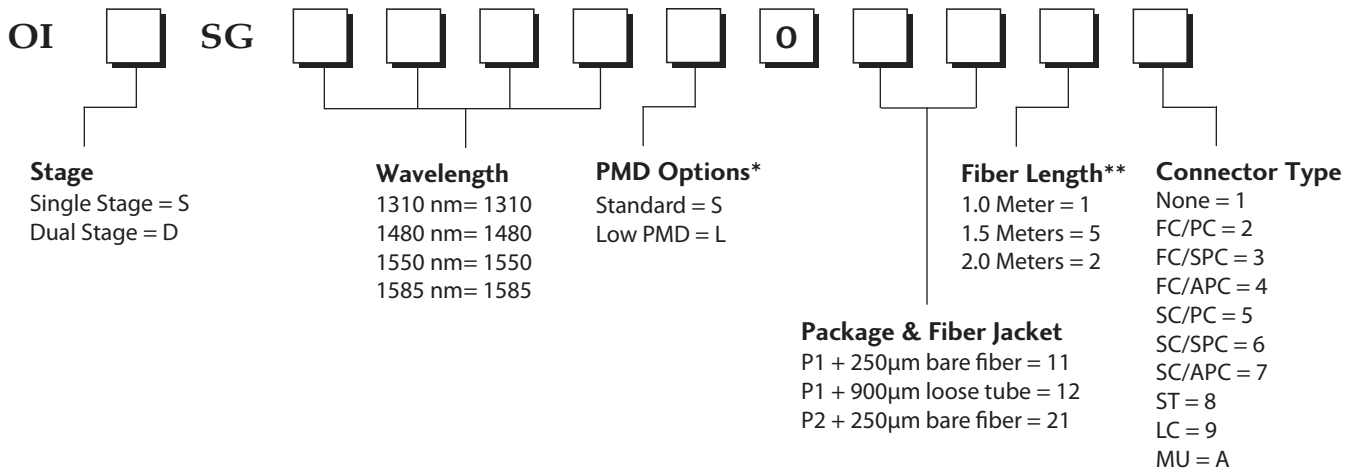 OI SG 0
Stage
Single Stage = S
Dual Stage = D
Wavelength
1310 nm= 1310
1480 nm= 1480
1550 nm= 1550
1585 nm= 1585
PMD Options*
Standard = S
Low PMD = L
Package & Fiber Jacket
P1 + 250µm bare fiber = 11
P1 + 900µm loose tube = 12
P2 + 250µm bare fiber = 21
Fiber Length**
1.0 Meter = 1
1.5 Meters = 5
2.0 Meters = 2
Connector Type
None = 1
FC/PC = 2
FC/SPC = 3
FC/APC = 4
SC/PC = 5
SC/SPC = 6
SC/APC = 7
ST = 8
LC = 9
MU = A